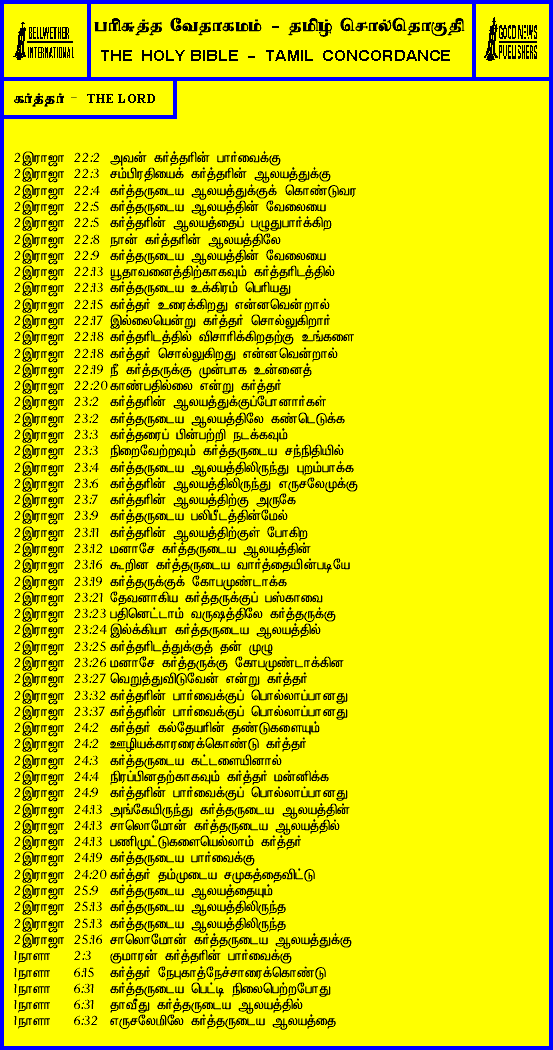 BELLWETHER
INTERNATIONAL
பரிசுத்த வேதாகமம் - தமிழ் சொல்தொகுதி
THE HOLY BIBLE - TAMIL CONCORDANCE
GOOD NEWS
PUBLISHERS
கர்த்தர் - THE LORD
2இராஜா 22:2 அவன் கர்த்தரின் பார்வைக்கு
2இராஜா 22:3 சம்பிரதியைக் கர்த்தரின் ஆலயத்துக்கு
2இராஜா 22:4 கர்த்தருடைய ஆலயத்துக்குக் கொண்டுவர
2இராஜா 22:5 கர்த்தருடைய ஆலயத்தின் வேலையை
2இராஜா 22:5 கர்த்தரின் ஆலயத்தைப் பழுதுபார்க்கிற
2இராஜா 22:8 நான் கர்த்தரின் ஆலயத்திலே
2இராஜா 22:9 கர்த்தருடைய ஆலயத்தின் வேலையை
2இராஜா 22:13 யூதாவனைத்திற்காகவும் கர்த்தரிடத்தில்
2இராஜா 22:13 கர்த்தருடைய உக்கிரம் பெரியது
2இராஜா 22:15 கர்த்தர் உரைக்கிறது என்னவென்றால்
2இராஜா 22:17 இல்லையென்று கர்த்தர் சொல்லுகிறார்
2இராஜா 22:18 கர்த்தரிடத்தில் விசாரிக்கிறதற்கு உங்களை
2இராஜா 22:18 கர்த்தர் சொல்லுகிறது என்னவென்றால்
2இராஜா 22:19 நீ கர்த்தருக்கு முன்பாக உன்னைத்
2இராஜா 22:20 காண்பதில்லை என்று கர்த்தர்
2இராஜா 23:2 கர்த்தரின் ஆலயத்துக்குப்போனார்கள்
2இராஜா 23:2 கர்த்தருடைய ஆலயத்திலே கண்டெடுக்க
2இராஜா 23:3 கர்த்தரைப் பின்பற்றி நடக்கவும்
2இராஜா 23:3 நிறைவேற்றவும் கர்த்தருடைய சந்நிதியில்
2இராஜா 23:4 கர்த்தருடைய ஆலயத்திலிருந்து புறம்பாக்க
2இராஜா 23:6 கர்த்தரின் ஆலயத்திலிருந்து எருசலேமுக்கு
2இராஜா 23:7 கர்த்தரின் ஆலயத்திற்கு அருகே
2இராஜா 23:9 கர்த்தருடைய பலிபீடத்தின்மேல்
2இராஜா 23:11 கர்த்தரின் ஆலயத்திற்குள் போகிற
2இராஜா 23:12 மனாசே கர்த்தருடைய ஆலயத்தின்
2இராஜா 23:16 கூறின கர்த்தருடைய வார்த்தையின்படியே
2இராஜா 23:19 கர்த்தருக்குக் கோபமுண்டாக்க
2இராஜா 23:21 தேவனாகிய கர்த்தருக்குப் பஸ்காவை
2இராஜா 23:23 பதினெட்டாம் வருஷத்திலே கர்த்தருக்கு
2இராஜா 23:24 இல்க்கியா கர்த்தருடைய ஆலயத்தில்
2இராஜா 23:25 கர்த்தரிடத்துக்குத் தன் முழு
2இராஜா 23:26 மனாசே கர்த்தருக்கு கோபமுண்டாக்கின
2இராஜா 23:27 வெறுத்துவிடுவேன் என்று கர்த்தர்
2இராஜா 23:32 கர்த்தரின் பார்வைக்குப் பொல்லாப்பானது
2இராஜா 23:37 கர்த்தரின் பார்வைக்குப் பொல்லாப்பானது
2இராஜா 24:2 கர்த்தர் கல்தேயரின் தண்டுகளையும்
2இராஜா 24:2 ஊழியக்காரரைக்கொண்டு கர்த்தர்
2இராஜா 24:3 கர்த்தருடைய கட்டளையினால்
2இராஜா 24:4 நிரப்பினதற்காகவும் கர்த்தர் மன்னிக்க
2இராஜா 24:9 கர்த்தரின் பார்வைக்குப் பொல்லாப்பானது
2இராஜா 24:13 அங்கேயிருந்து கர்த்தருடைய ஆலயத்தின்
2இராஜா 24:13 சாலொமோன் கர்த்தருடைய ஆலயத்தில்
2இராஜா 24:13 பணிமுட்டுகளையெல்லாம் கர்த்தர்
2இராஜா 24:19 கர்த்தருடைய பார்வைக்கு
2இராஜா 24:20 கர்த்தர் தம்முடைய சமுகத்தைவிட்டு
2இராஜா 25:9 கர்த்தருடைய ஆலயத்தையும்
2இராஜா 25:13 கர்த்தருடைய ஆலயத்திலிருந்த
2இராஜா 25:13 கர்த்தருடைய ஆலயத்திலிருந்த
2இராஜா 25:16 சாலொமோன் கர்த்தருடைய ஆலயத்துக்கு
1நாளா 2:3 குமாரன் கர்த்தரின் பார்வைக்கு
1நாளா 6:15 கர்த்தர் நேபுகாத்நேச்சாரைக்கொண்டு
1நாளா 6:31 கர்த்தருடைய பெட்டி நிலைபெற்றபோது
1நாளா 6:31 தாவீது கர்த்தருடைய ஆலயத்தில்
1நாளா 6:32 எருசலேமிலே கர்த்தருடைய ஆலயத்தை